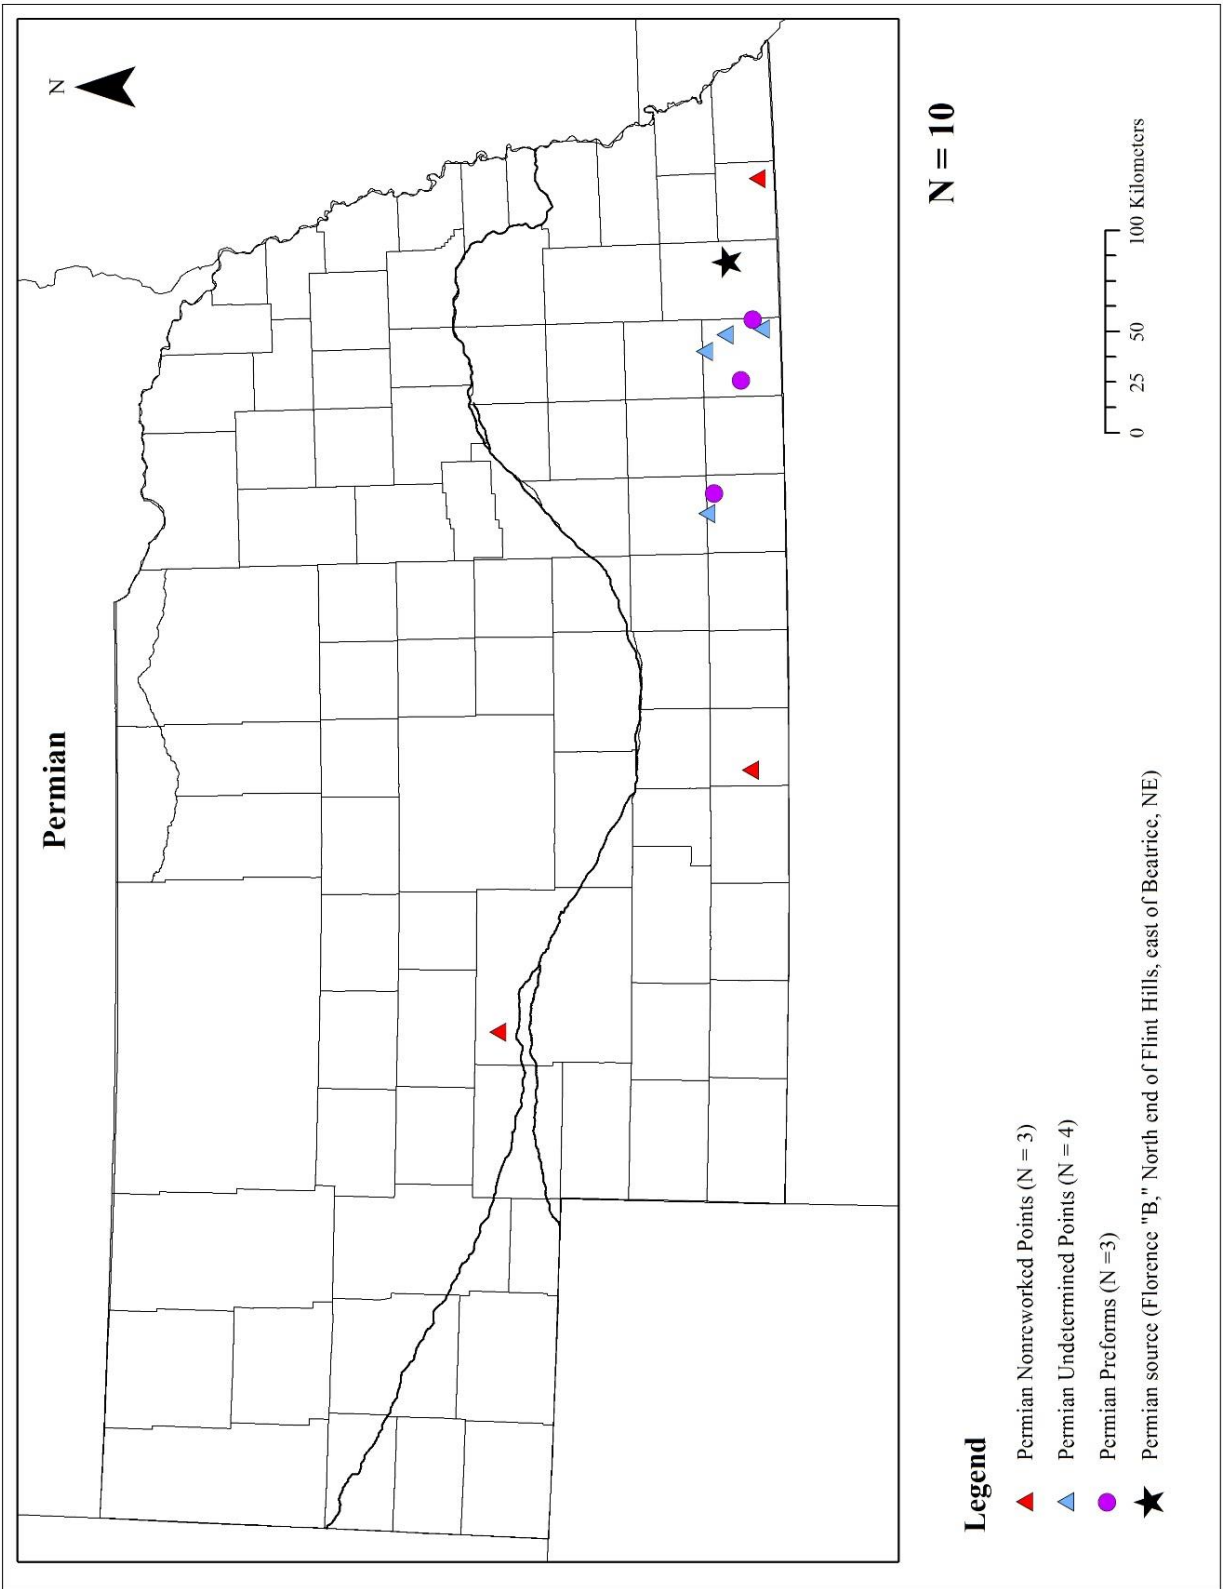 Permian
N
N = 10
0 25 50 100 Kilometers
Legend
Permian Nonreworked Points (N = 3)
Permian Undetermined Points (N = 4)
Permian Preforms (N =3)
Permian source (Florence "B," North end of Flint Hills, east of Beatrice, NE)